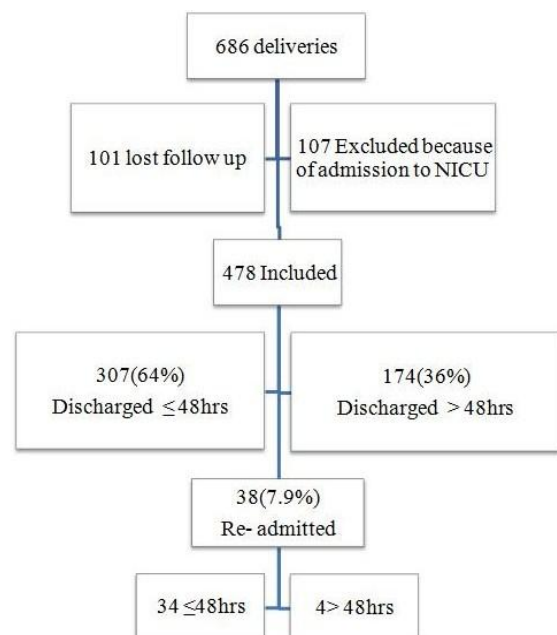 686 deliveries
101 lost follow up
107 Excluded because
of admission to NICU
478 Included
307(64%)
Discharged ≤48hrs
174(36%)
Discharged > 48hrs
38(7.9%)
Re- admitted
34 ≤48hrs
4> 48hrs